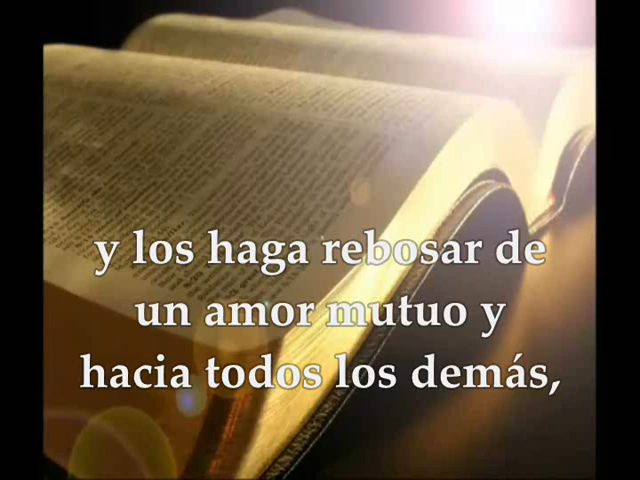 y los haga rebosar de
un amor mutuo y
hacia todos los demás,